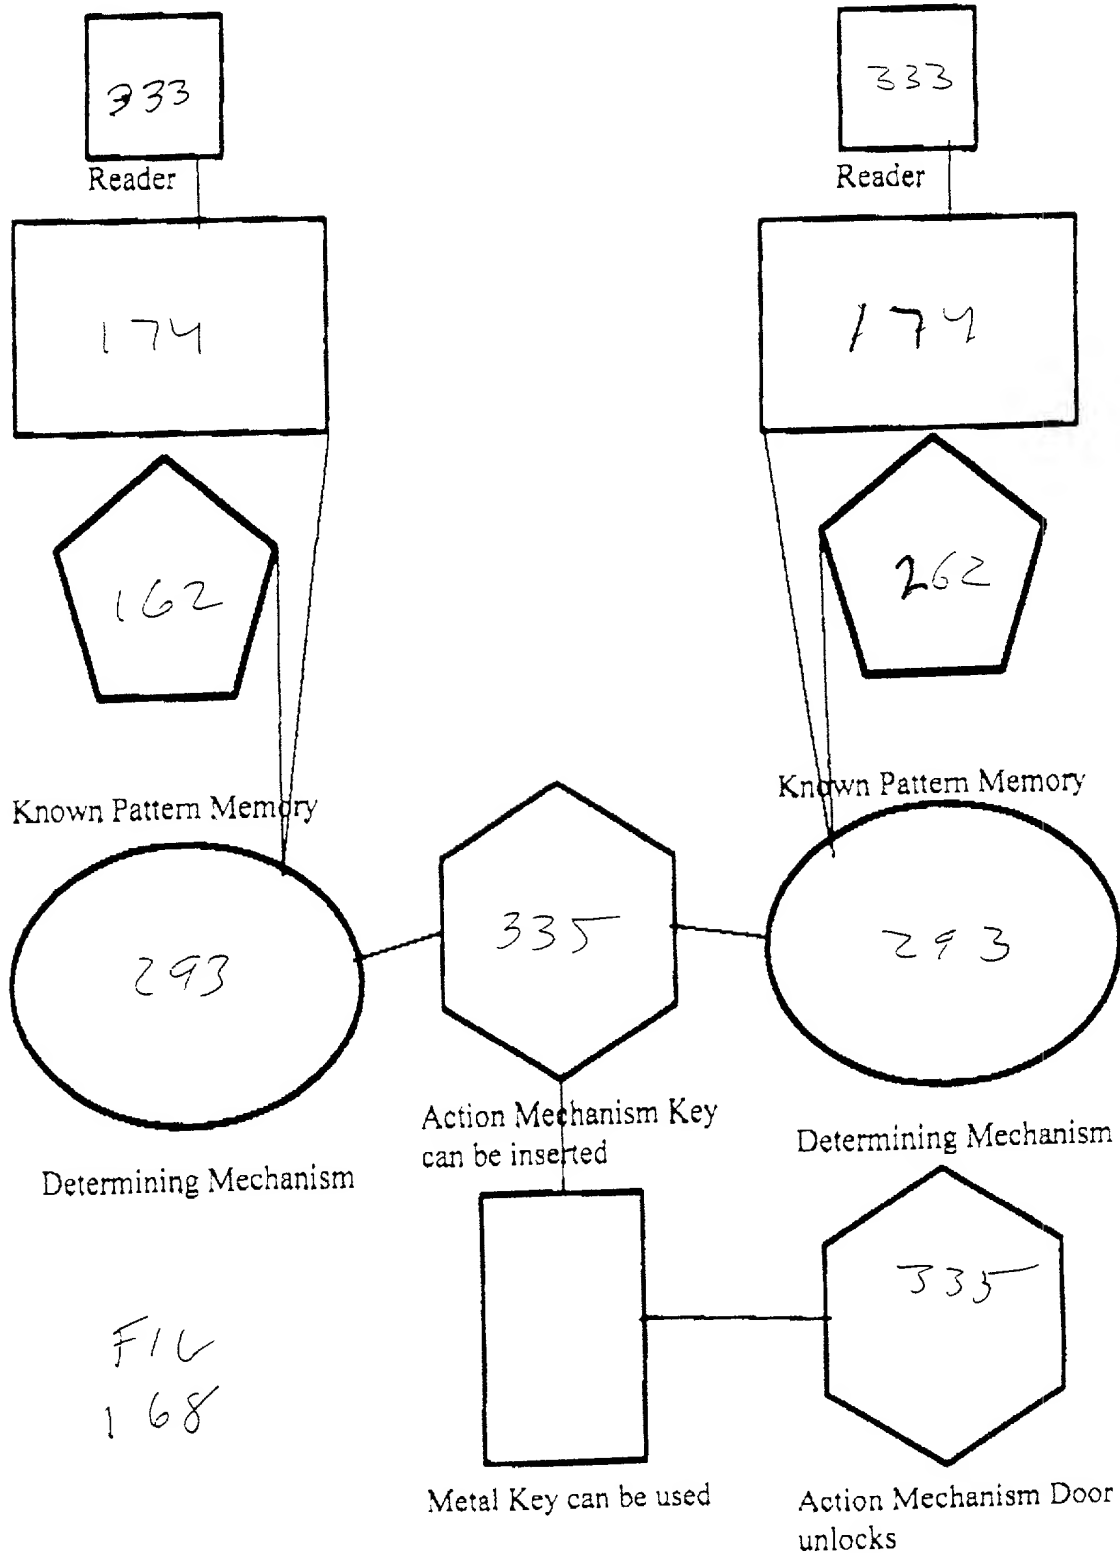 333
333
Reader
Reader
174
174
162
262
Known Pattern Memory
Known Pattern Memory
293
335
293
Action Mechanism Key
can be inserted
Determining Mechanism
Determining Mechanism
335
FIG
168
Metal Key can be used
Action Mechanism Door
unlocks